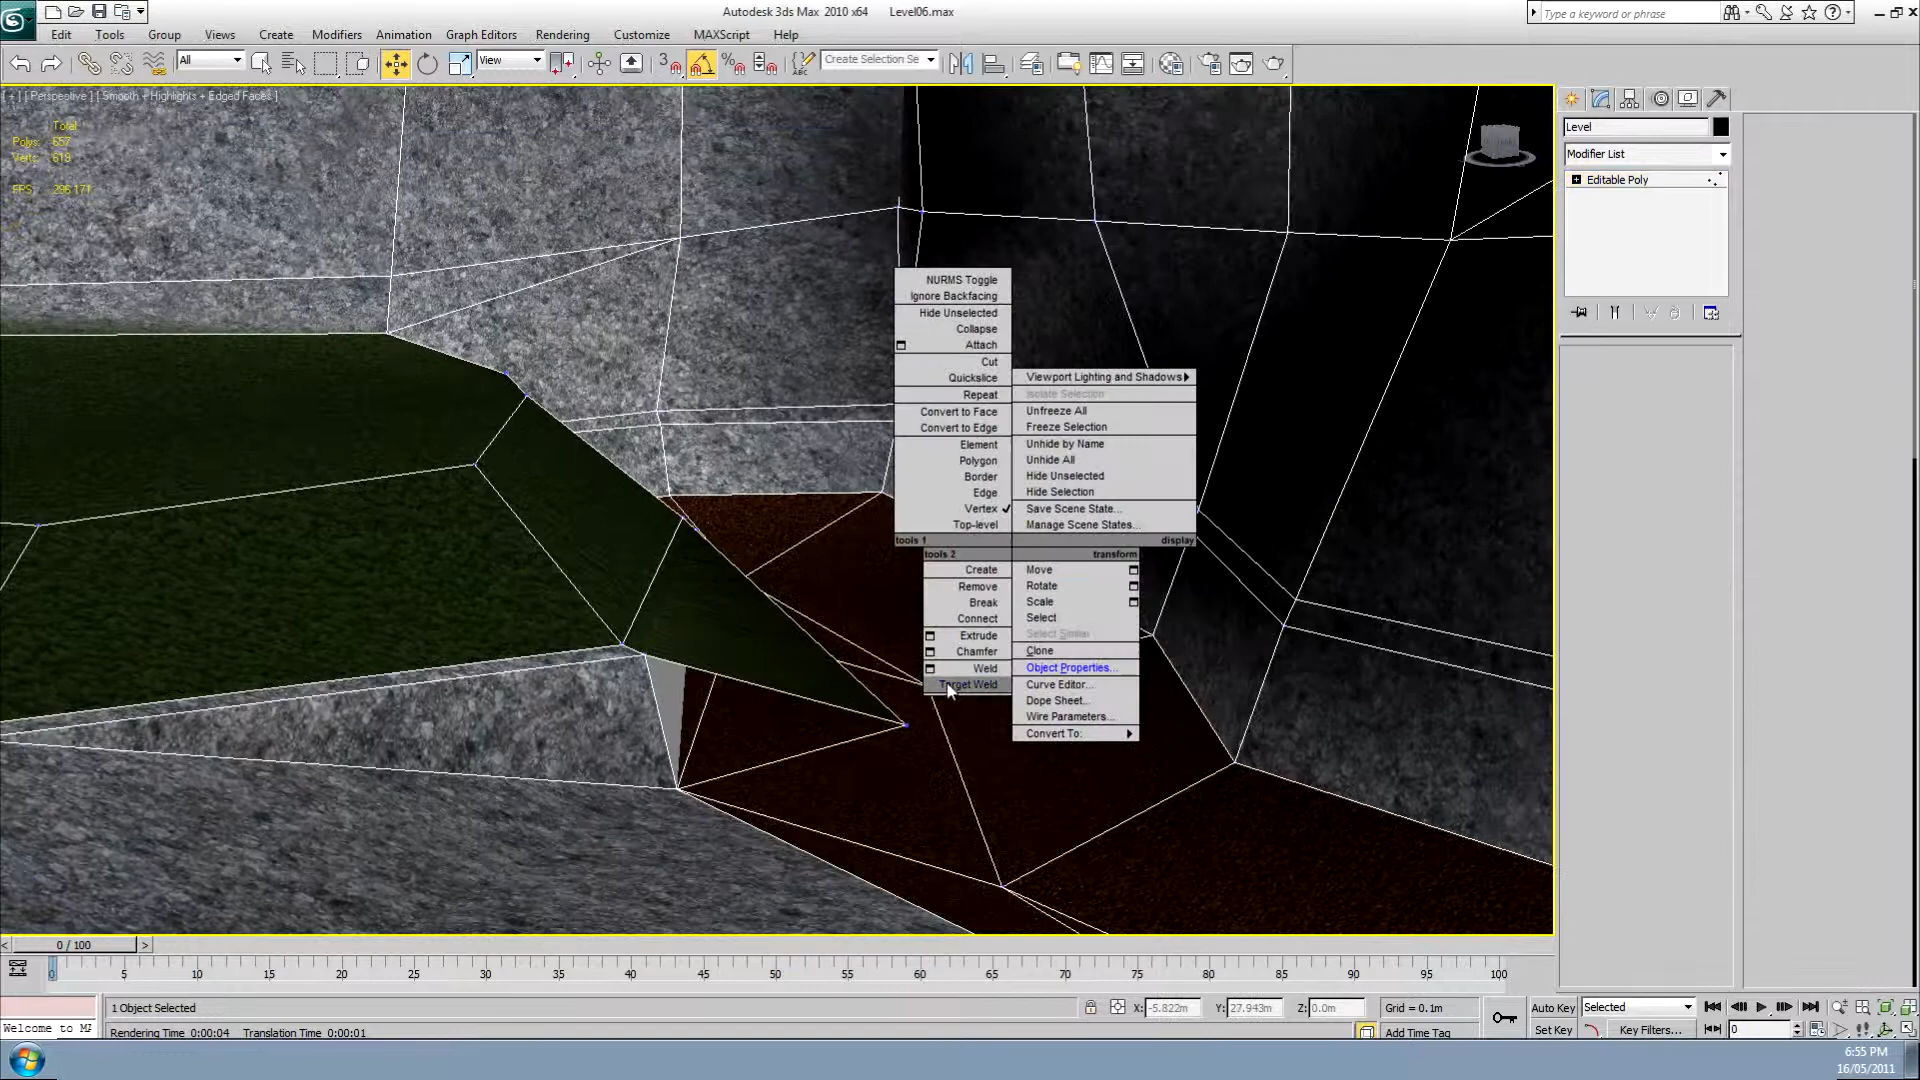 Autodesk 3ds Max 2010 x64 Level06.max
Type a keyword or phrase
Edit Tools Group Views Create Modifiers Animation Graph Editors Rendering Customize MAXScript Help
All
View
3
ABC
Create Selection Se
[ + ] [ Perspective ] [ Smooth + Highlights + Edged Faces ]
Total
Polys: 657
Verts: 618
FPS: 286.171
Level
Modifier List
Editable Poly
NURMS Toggle
Ignore Backfacing
Hide Unselected
Collapse
Attach
Cut
Quickslice
Repeat
Convert to Face
Convert to Edge
Element
Polygon
Border
Edge
Vertex
Top-level
tools 1
Viewport Lighting and Shadows
Isolate Selection
Unfreeze All
Freeze Selection
Unhide by Name
Unhide All
Hide Unselected
Hide Selection
Save Scene State...
Manage Scene States...
display
tools 2
Create
Remove
Break
Connect
Extrude
Chamfer
Weld
Target Weld
transform
Move
Rotate
Scale
Select
Select Similar
Clone
Object Properties...
Curve Editor...
Dope Sheet...
Wire Parameters...
Convert To:
< 0 / 100 >
0 5 10 15 20 25 30 35 40 45 50 55 60 65 70 75 80 85 90 95 100
1 Object Selected
X: -5.822m Y: 27.943m Z: 0.0m
Grid = 0.1m
Auto Key Selected
Welcome to M
Rendering Time 0:00:04 Translation Time 0:00:01
Add Time Tag
Set Key Key Filters... 0
6:55 PM
16/05/2011